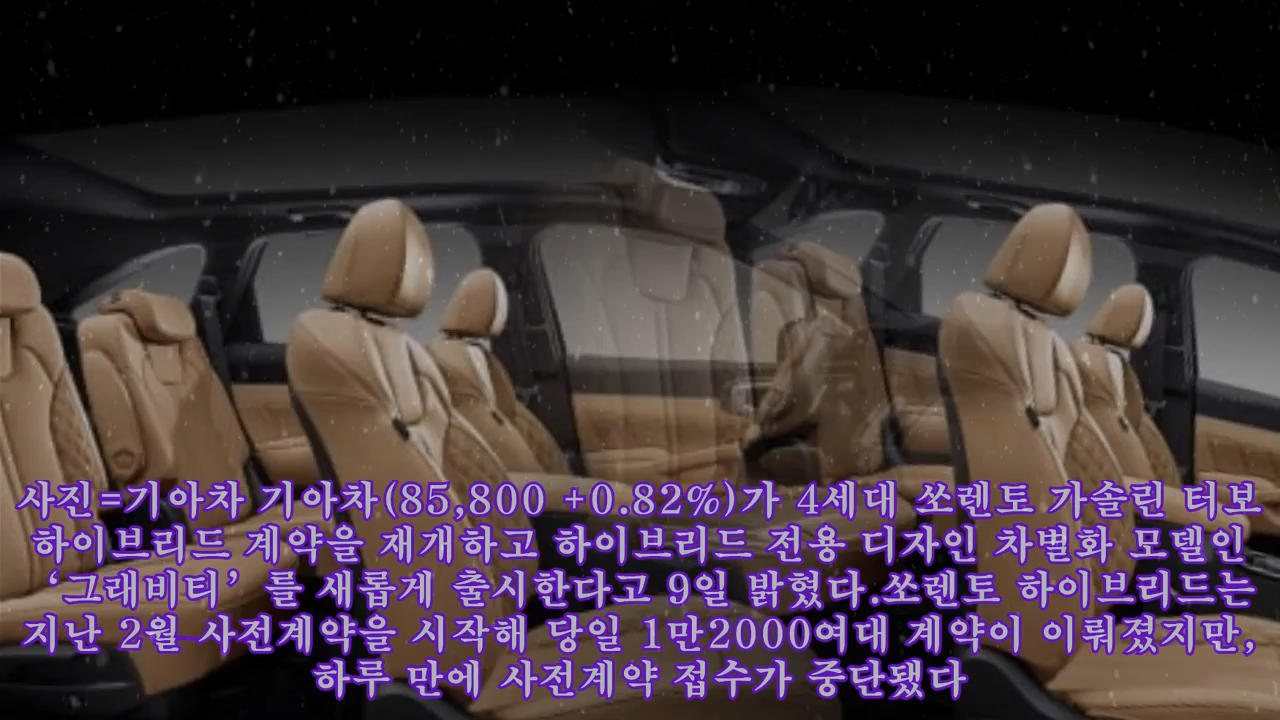 사진=기아차 기아차(85,800 +0.82%)가 4세대 쏘렌토 가솔린 터보
하이브리드 계약을 재개하고 하이브리드 전용 디자인 차별화 모델인
‘그래비티’ 를 새롭게 출시한다고 9일 밝혔다.쏘렌토 하이브리드는
지난 2월 사전계약을 시작해 당일 1만2000여대 계약이 이뤄졌지만,
하루 만에 사전계약 접수가 중단됐다